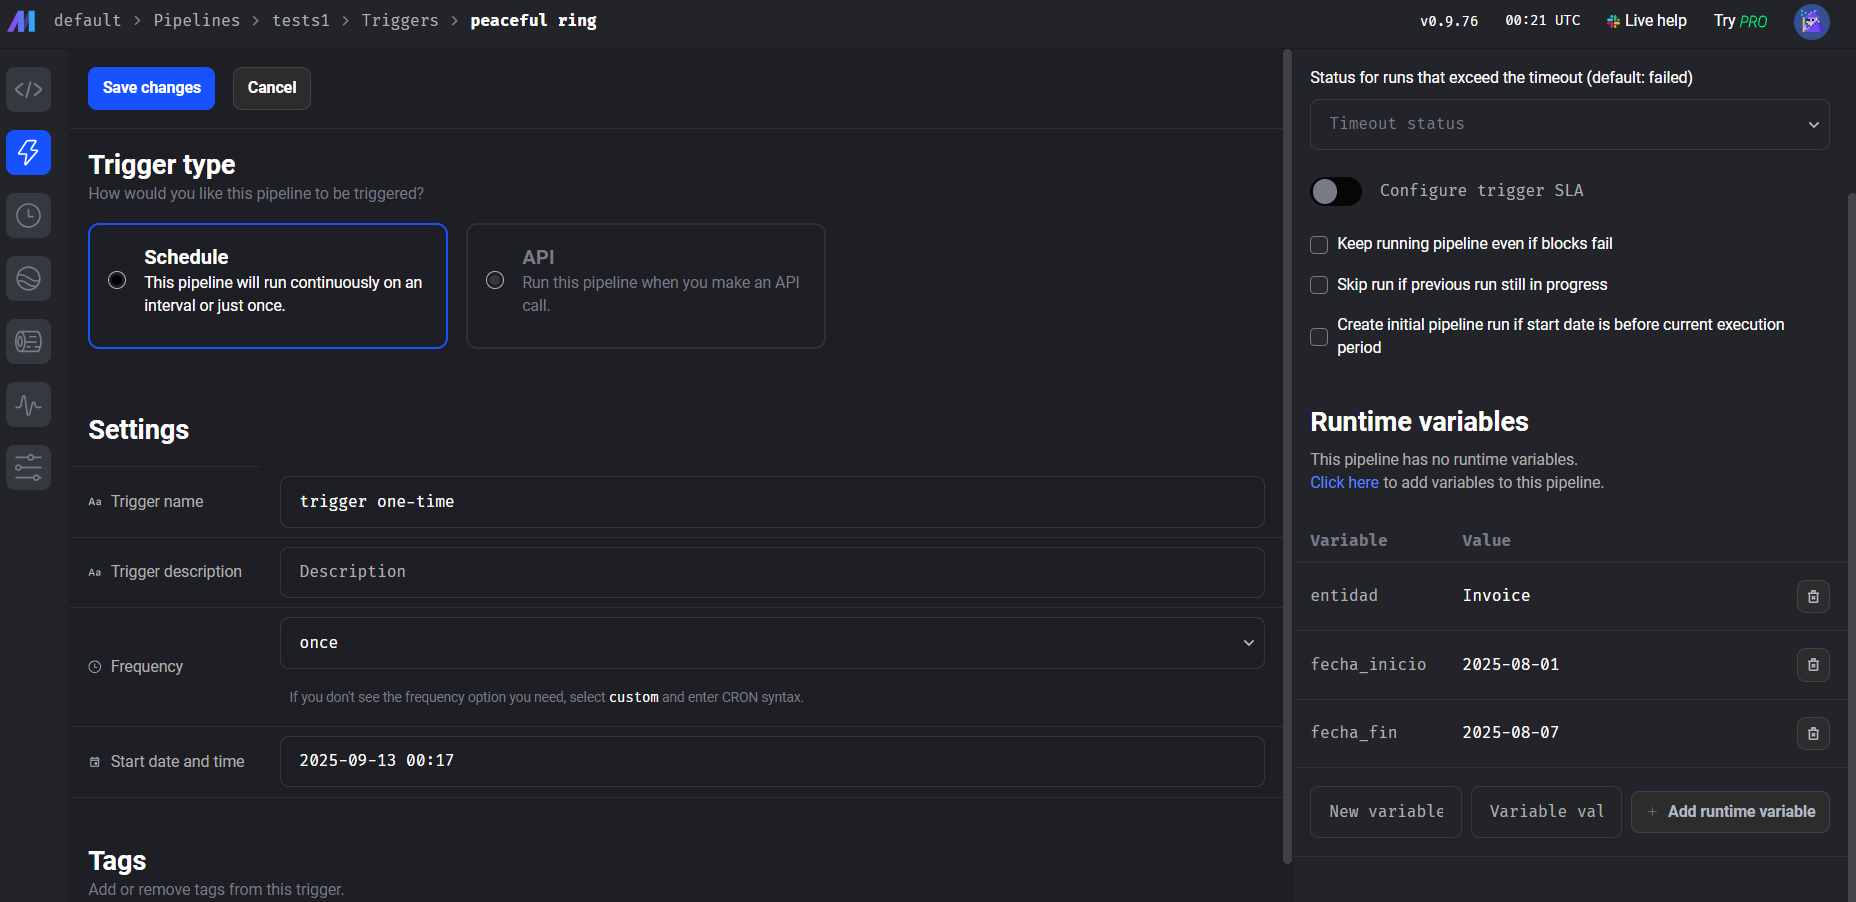 default > Pipelines > tests1 > Triggers > peaceful ring
v0.9.76 00:21 UTC Live help Try PRO
Save changes Cancel
Trigger type
How would you like this pipeline to be triggered?
Schedule
This pipeline will run continuously on an
interval or just once.
API
Run this pipeline when you make an API
call.
Settings
Aa Trigger name trigger one-time
Aa Trigger description Description
Frequency once
If you don't see the frequency option you need, select custom and enter CRON syntax.
Start date and time 2025-09-13 00:17
Tags
Add or remove tags from this trigger.
Status for runs that exceed the timeout (default: failed)
Timeout status
Configure trigger SLA
Keep running pipeline even if blocks fail
Skip run if previous run still in progress
Create initial pipeline run if start date is before current execution
period
Runtime variables
This pipeline has no runtime variables.
Click here to add variables to this pipeline.
Variable Value
entidad Invoice
fecha_inicio 2025-08-01
fecha_fin 2025-08-07
New variable Variable val + Add runtime variable